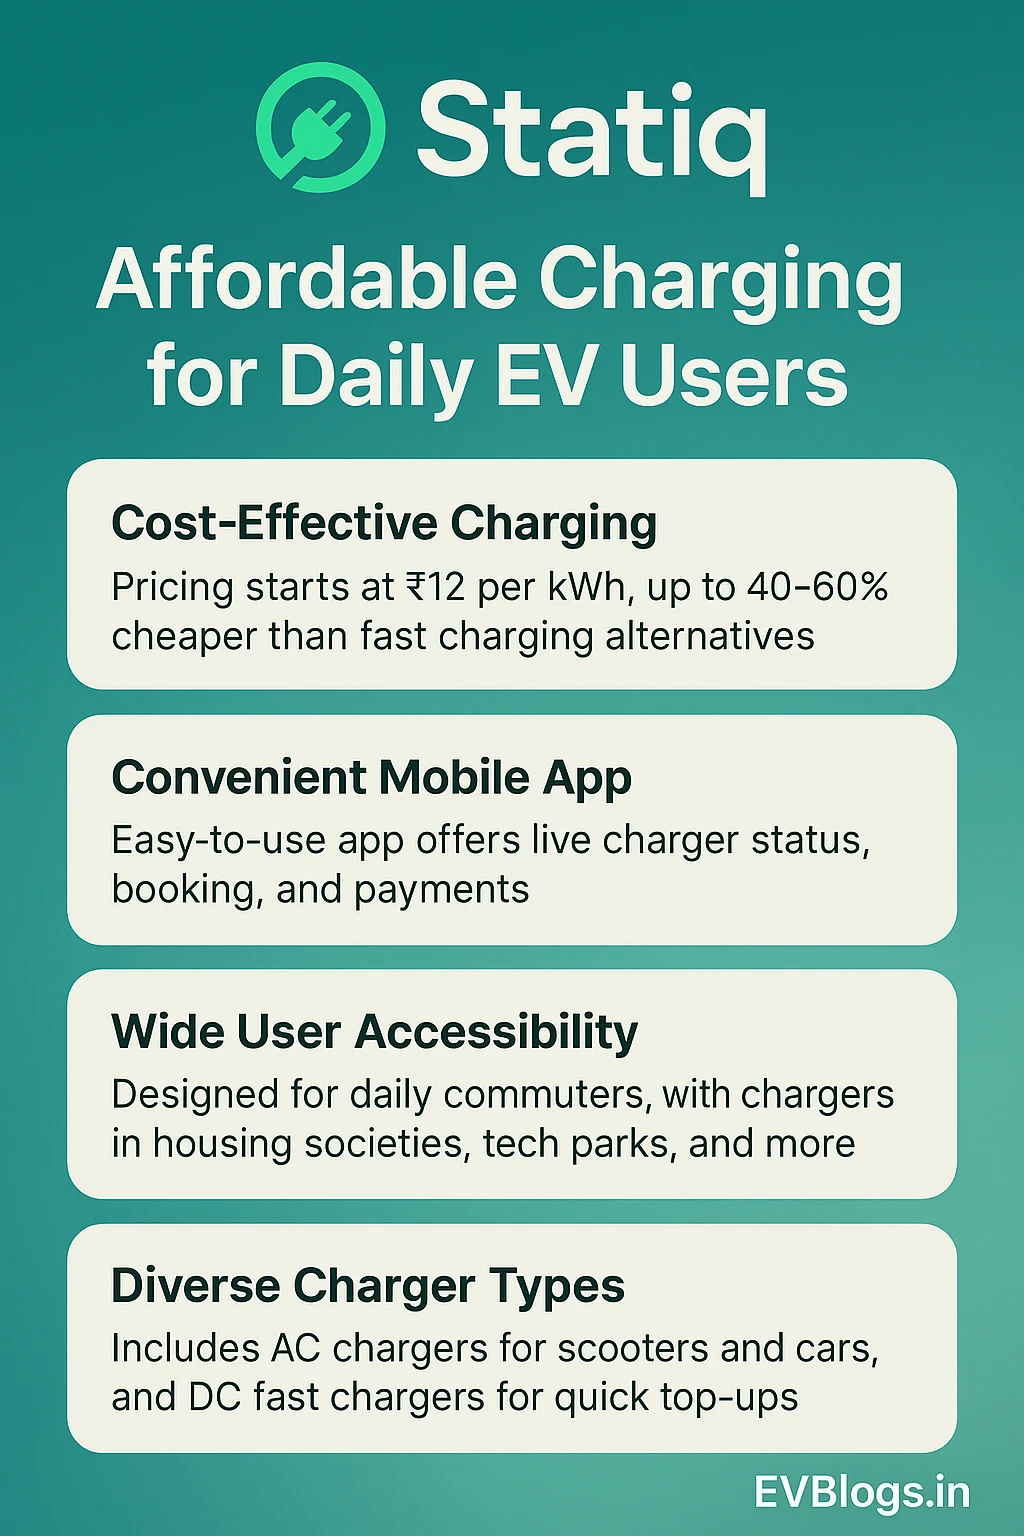 Statiq
Affordable Charging
for Daily EV Users
Cost-Effective Charging
Pricing starts at ₹12 per kWh, up to 40-60%
cheaper than fast charging alternatives
Convenient Mobile App
Easy-to-use app offers live charger status,
booking, and payments
Wide User Accessibility
Designed for daily commuters, with chargers
in housing societies, tech parks, and more
Diverse Charger Types
Includes AC chargers for scooters and cars,
and DC fast chargers for quick top-ups
EVBlogs.in